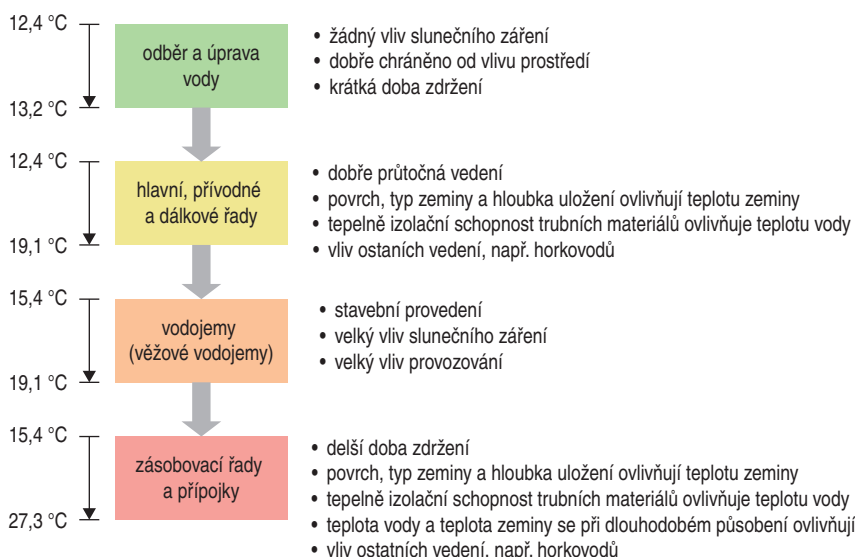 12,4 °C
odběr a úprava
vody
13,2 °C
• žádný vliv slunečního záření
• dobře chráněno od vlivu prostředí
• krátká doba zdržení
12,4 °C
hlavní, přívodné
a dálkové řady
19,1 °C
• dobře průtočná vedení
• povrch, typ zeminy a hloubka uložení ovlivňují teplotu zeminy
• tepelně izolační schopnost trubních materiálů ovlivňuje teplotu vody
• vliv ostaních vedení, např. horkovodů
15,4 °C
vodojemy
(věžové vodojemy)
19,1 °C
• stavební provedení
• velký vliv slunečního záření
• velký vliv provozování
15,4 °C
zásobovací řady
a přípojky
27,3 °C
• delší doba zdržení
• povrch, typ zeminy a hloubka uložení ovlivňují teplotu zeminy
• tepelně izolační schopnost trubních materiálů ovlivňuje teplotu vody
• teplota vody a teplota zeminy se při dlouhodobém působení ovlivňují
• vliv ostatních vedení, např. horkovodů